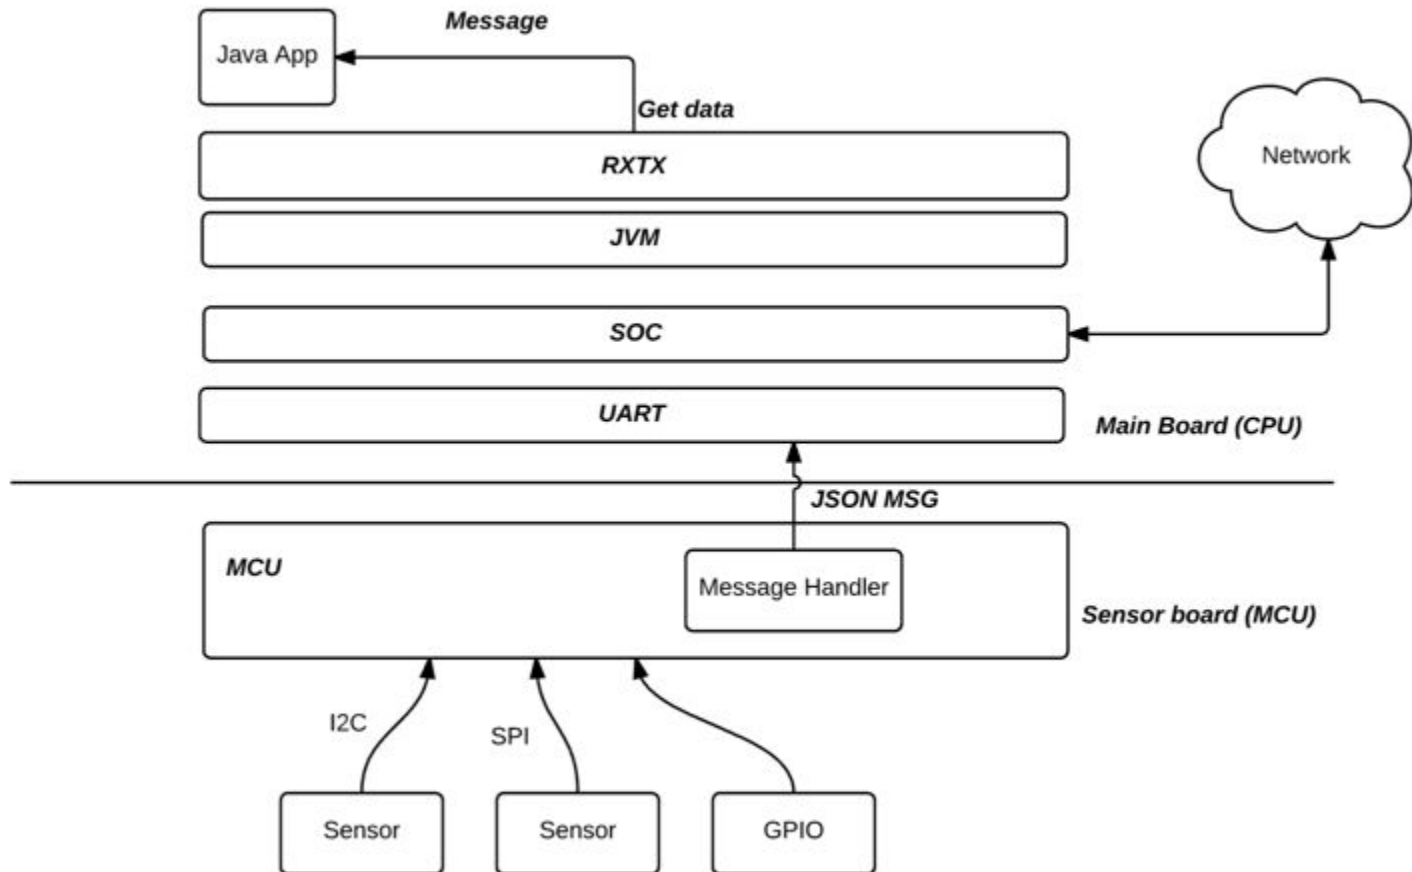 Message
Java App
Get data
RXTX
Network
JVM
SOC
UART
Main Board (CPU)
JSON MSG
MCU
Message Handler
Sensor board (MCU)
I2C
SPI
Sensor
Sensor
GPIO